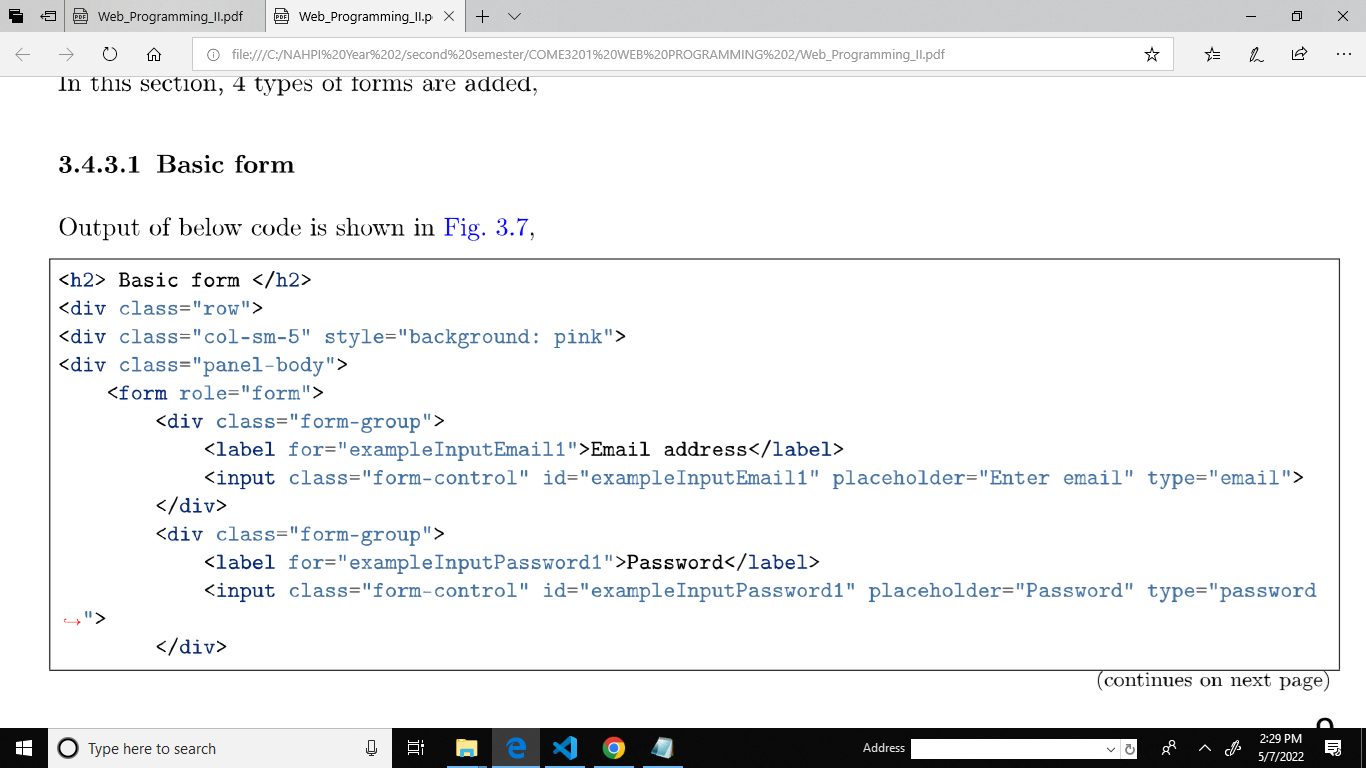 Web_Programming_II.pdf
Web_Programming_II.p
file:///C:/NAHPI%20Year%202/second%20semester/COME3201%20WEB%20PROGRAMMING%202/Web_Programming_II.pdf
In this section, 4 types of forms are added,
3.4.3.1 Basic form
Output of below code is shown in Fig. 3.7,
<h2> Basic form </h2>
<div class="row">
<div class="col-sm-5" style="background: pink">
<div class="panel-body">
    <form role="form">
        <div class="form-group">
            <label for="exampleInputEmail1">Email address</label>
            <input class="form-control" id="exampleInputEmail1" placeholder="Enter email" type="email">
        </div>
        <div class="form-group">
            <label for="exampleInputPassword1">Password</label>
            <input class="form-control" id="exampleInputPassword1" placeholder="Password" type="password
↪">
        </div>
(continues on next page)
Type here to search
Address
2:29 PM
5/7/2022